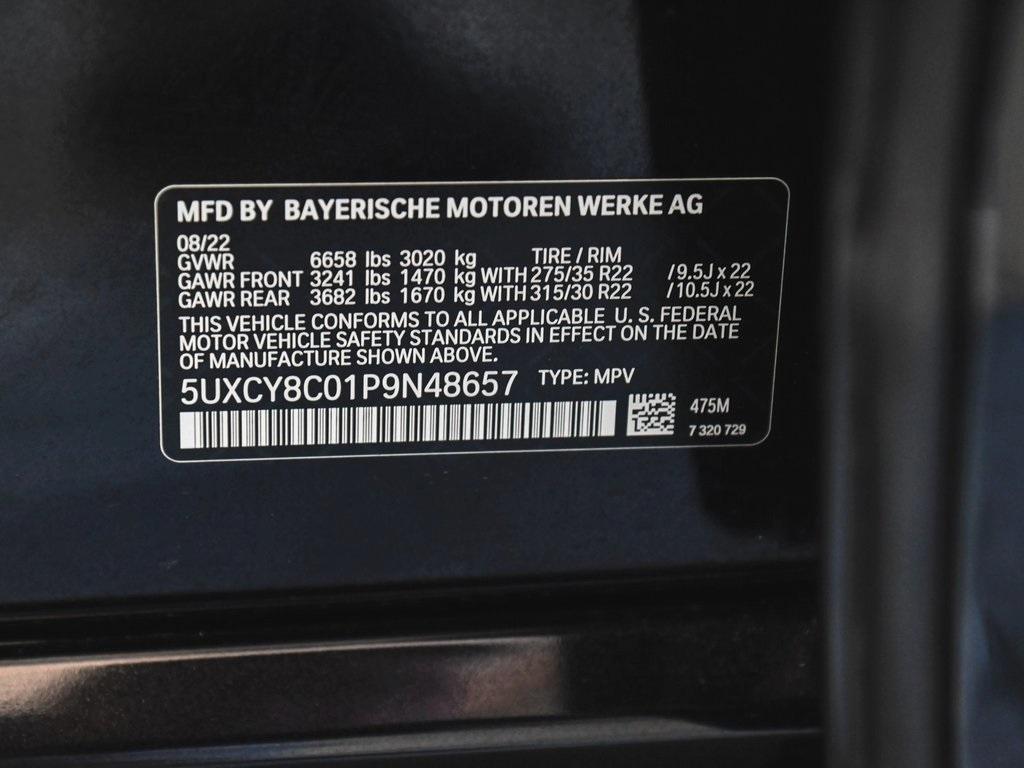 MFD BY BAYERISCHE MOTOREN WERKE AG
08/22
GVWR 6658 lbs 3020 kg TIRE / RIM
GAWR FRONT 3241 lbs 1470 kg WITH 275/35 R22 /9.5J x 22
GAWR REAR 3682 lbs 1670 kg WITH 315/30 R22 /10.5J x 22
THIS VEHICLE CONFORMS TO ALL APPLICABLE U. S. FEDERAL
MOTOR VEHICLE SAFETY STANDARDS IN EFFECT ON THE DATE
OF MANUFACTURE SHOWN ABOVE.
5UXCY8C01P9N48657 TYPE: MPV
475M
7 320 729